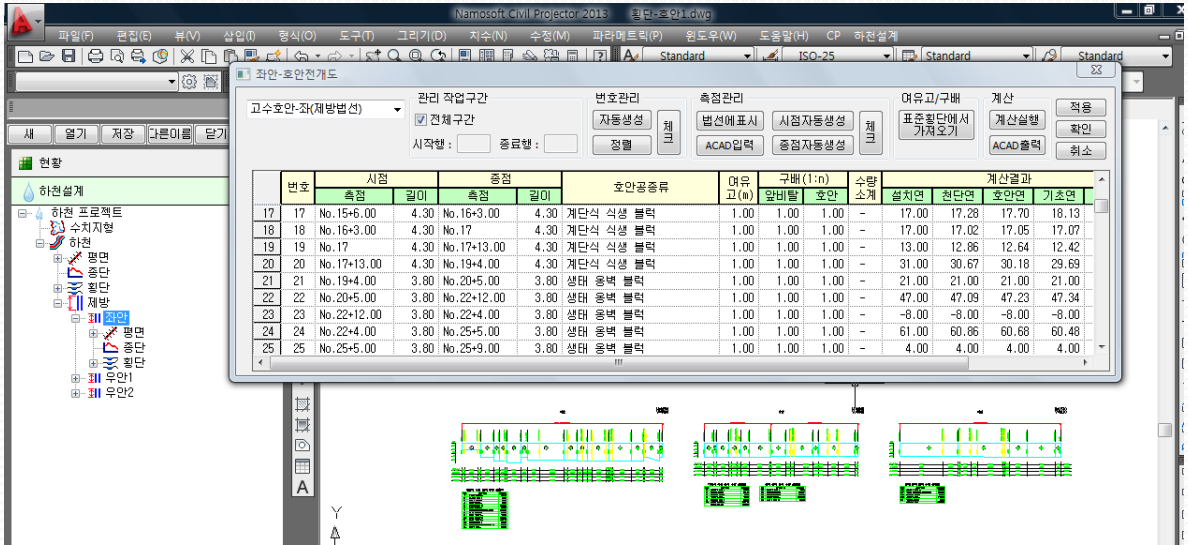 Namosoft Civil Projector 2013 횡단-호안1.dwg
파일(F) 편집(E) 뷰(V) 삽입(I) 형식(O) 도구(T) 그리기(D) 치수(N) 수정(M) 파라메트릭(P) 윈도우(W) 도움말(H) CP 하천설계
Standard ISO-25 Standard Standard
좌안-호안전개도
고수호안-좌(제방법선)
관리 작업구간 번호관리 측점관리 여유고/구배 계산
전체구간 자동생성 체크 법선에표시 시점자동생성 체크 표준횡단에서 가져오기 계산실행 적용
시작행 : 종료행 : 정렬 ACAD입력 종점자동생성 ACAD출력 확인
취소
새 열기 저장 다른이름 닫기
현황
하천설계
하천 프로젝트
수치지형
하천
평면
종단
횡단
제방
좌안
평면
종단
횡단
우안1
우안2
번호 시점 종점 호안공종류 여유고(m) 구배(1:n) 수량소계 계산결과
측점 길이 측점 길이 앞비탈 호안 설치연 천단연 호안연 기초연
17 17 No.15+6.00 4.30 No.16+3.00 4.30 계단식 식생 블럭 1.00 1.00 1.00 - 17.00 17.28 17.70 18.13
18 18 No.16+3.00 4.30 No.17 4.30 계단식 식생 블럭 1.00 1.00 1.00 - 17.00 17.02 17.05 17.07
19 19 No.17 4.30 No.17+13.00 4.30 계단식 식생 블럭 1.00 1.00 1.00 - 13.00 12.86 12.64 12.42
20 20 No.17+13.00 4.30 No.19+4.00 4.30 계단식 식생 블럭 1.00 1.00 1.00 - 31.00 30.67 30.18 29.69
21 21 No.19+4.00 3.80 No.20+5.00 3.80 생태 옹벽 블럭 1.00 1.00 1.00 - 21.00 21.00 21.00 21.00
22 22 No.20+5.00 3.80 No.22+12.00 3.80 생태 옹벽 블럭 1.00 1.00 1.00 - 47.00 47.09 47.23 47.34
23 23 No.22+12.00 3.80 No.22+4.00 3.80 생태 옹벽 블럭 1.00 1.00 1.00 - -8.00 -8.00 -8.00 -8.00
24 24 No.22+4.00 3.80 No.25+5.00 3.80 생태 옹벽 블럭 1.00 1.00 1.00 - 61.00 60.86 60.68 60.48
25 25 No.25+5.00 3.80 No.25+9.00 3.80 생태 옹벽 블럭 1.00 1.00 1.00 - 4.00 4.00 4.00 4.00
A
Y